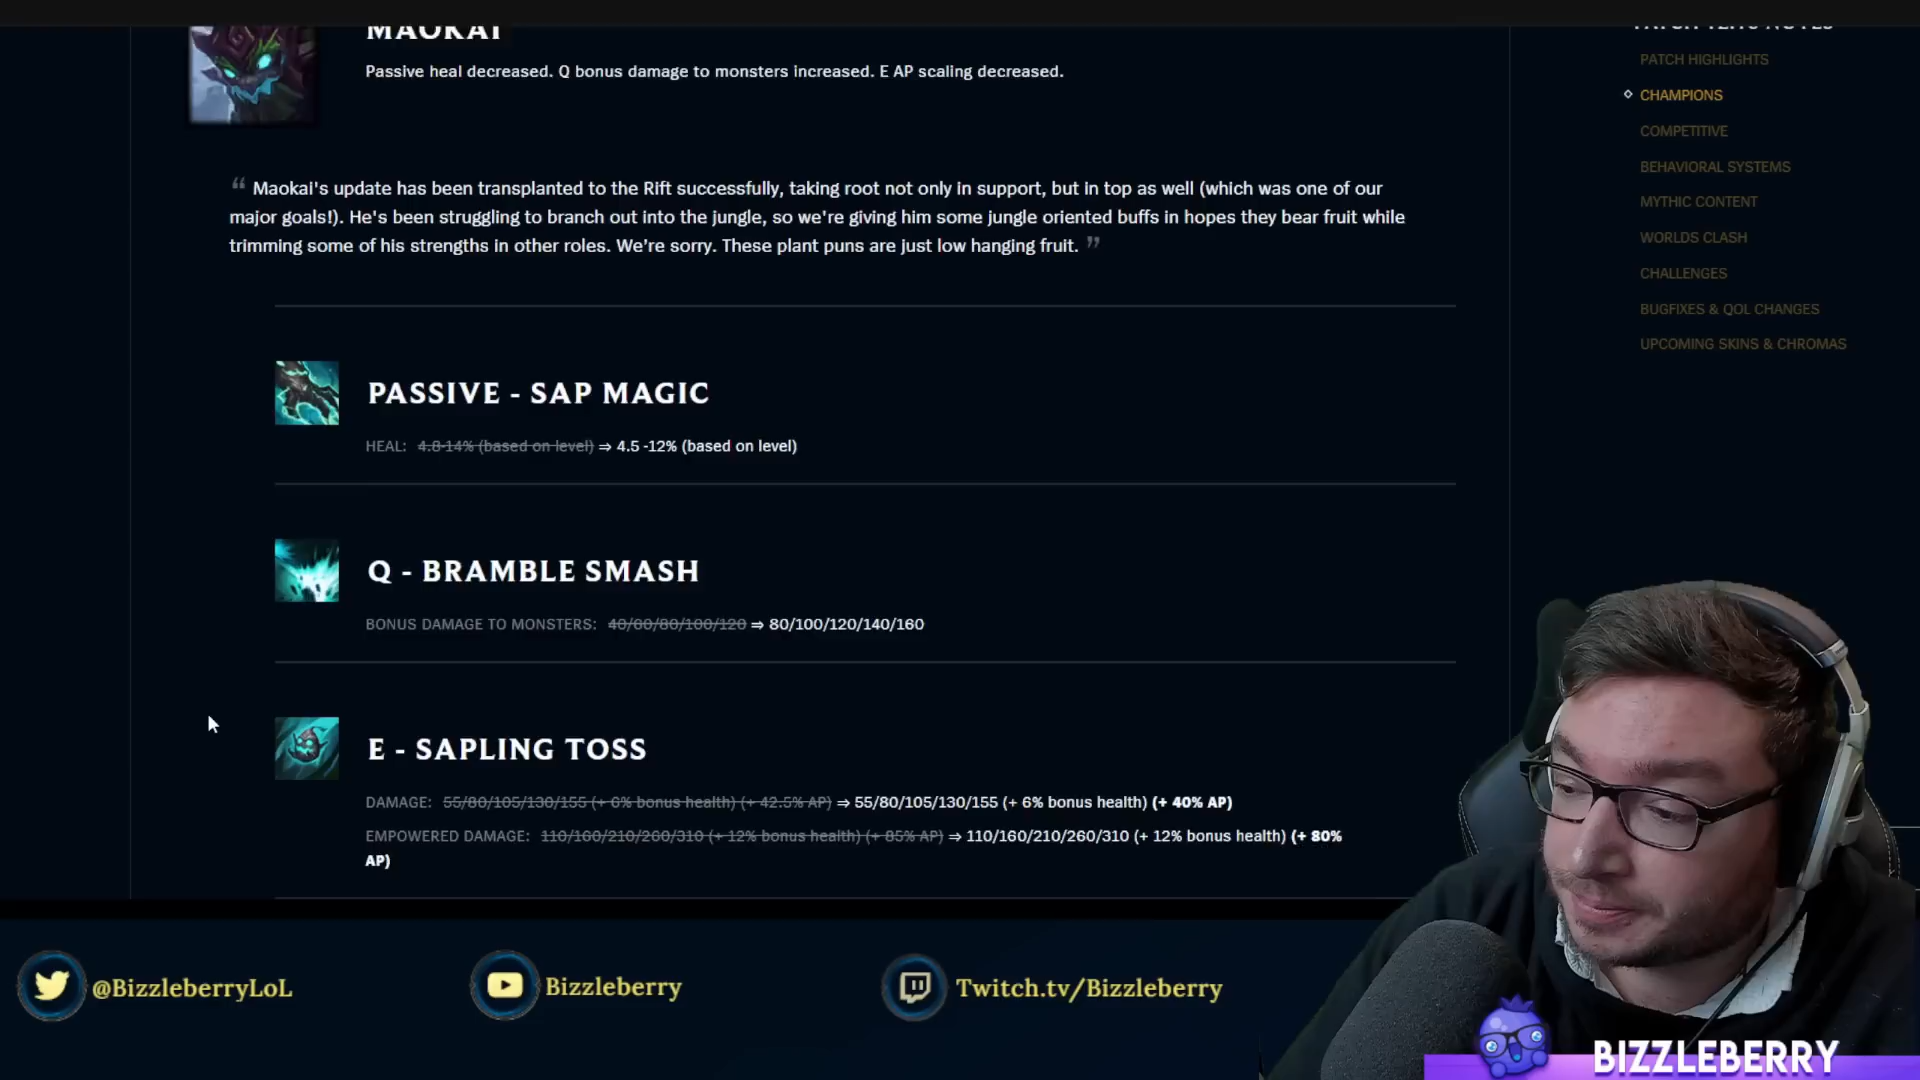 MAOKAI
Passive heal decreased. Q bonus damage to monsters increased. E AP scaling decreased.
“ Maokai's update has been transplanted to the Rift successfully, taking root not only in support, but in top as well (which was one of our
major goals!). He's been struggling to branch out into the jungle, so we're giving him some jungle oriented buffs in hopes they bear fruit while
trimming some of his strengths in other roles. We're sorry. These plant puns are just low hanging fruit. ”
PASSIVE - SAP MAGIC
HEAL: 4.8-14% (based on level) ⇒ 4.5 -12% (based on level)
Q - BRAMBLE SMASH
BONUS DAMAGE TO MONSTERS: 40/60/80/100/120 ⇒ 80/100/120/140/160
E - SAPLING TOSS
DAMAGE: 55/80/105/130/155 (+ 6% bonus health) (+ 42.5% AP) ⇒ 55/80/105/130/155 (+ 6% bonus health) (+ 40% AP)
EMPOWERED DAMAGE: 110/160/210/260/310 (+ 12% bonus health) (+ 85% AP) ⇒ 110/160/210/260/310 (+ 12% bonus health) (+ 80%
AP)
NOTES
PATCH HIGHLIGHTS
CHAMPIONS
COMPETITIVE
BEHAVIORAL SYSTEMS
MYTHIC CONTENT
WORLDS CLASH
CHALLENGES
BUGFIXES & QOL CHANGES
UPCOMING SKINS & CHROMAS
@BizzleberryLoL
Bizzleberry
Twitch.tv/Bizzleberry
BIZZLEBERRY